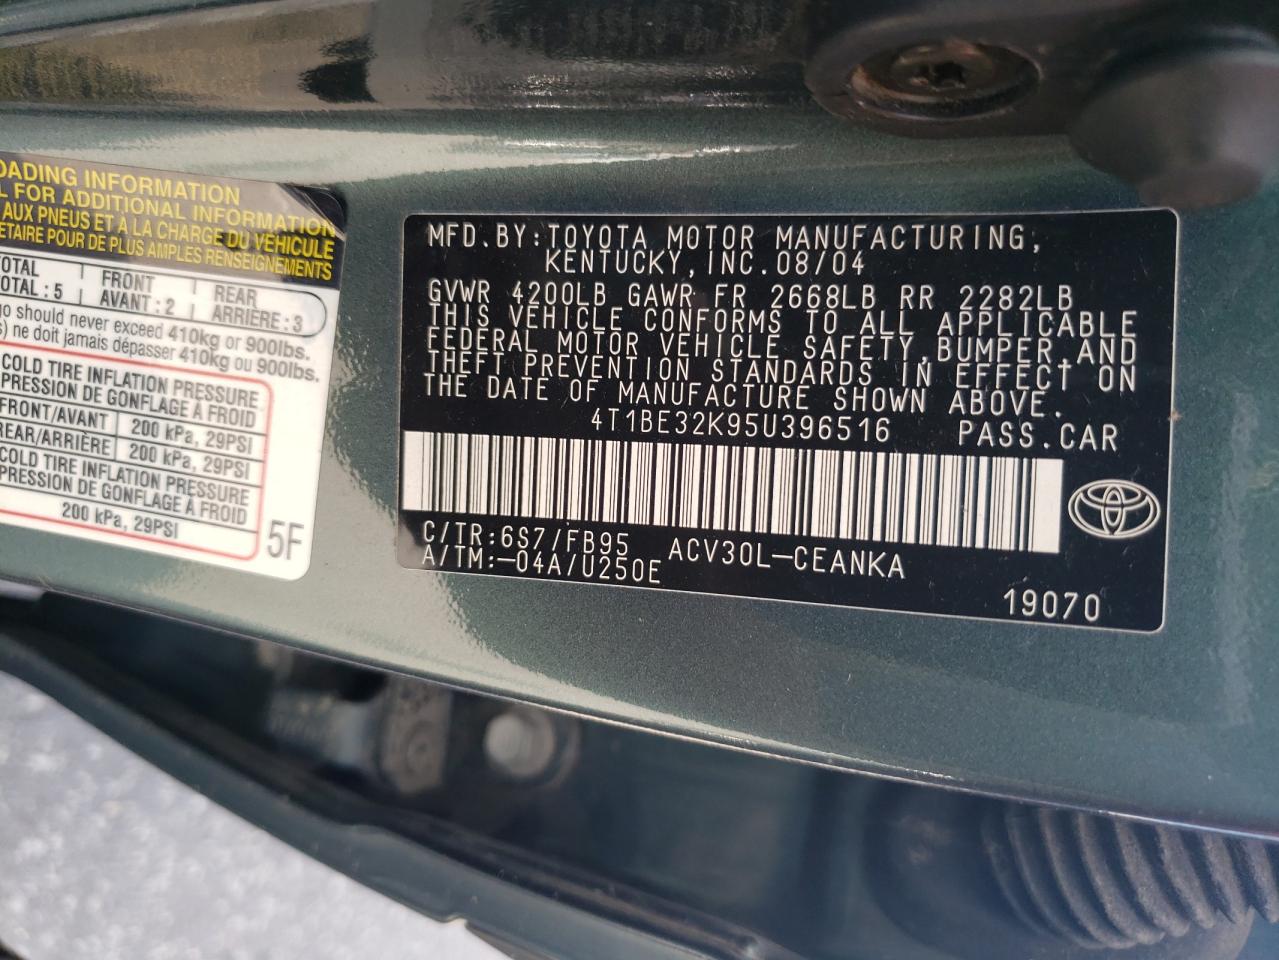 OADING INFORMATION
L FOR ADDITIONAL INFORMATION
AUX PNEUS ET À LA CHARGE DU VÉHICULE
ETAIRE POUR DE PLUS AMPLES RENSEIGNEMENTS
TOTAL FRONT REAR
TOTAL : 5 AVANT : 2 ARRIÈRE : 3
go should never exceed 410kg or 900lbs.
ne doit jamais dépasser 410kg ou 900lbs.
COLD TIRE INFLATION PRESSURE
PRESSION DE GONFLAGE À FROID
FRONT/AVANT 200 kPa, 29PSI
REAR/ARRIÈRE 200 kPa, 29PSI
COLD TIRE INFLATION PRESSURE
PRESSION DE GONFLAGE À FROID
200 kPa, 29PSI
5F
MFD.BY:TOYOTA MOTOR MANUFACTURING,
KENTUCKY,INC.08/04
GVWR 4200LB GAWR FR 2668LB RR 2282LB
THIS VEHICLE CONFORMS TO ALL APPLICABLE
FEDERAL MOTOR VEHICLE SAFETY,BUMPER,AND
THEFT PREVENTION STANDARDS IN EFFECT ON
THE DATE OF MANUFACTURE SHOWN ABOVE.
4T1BE32K95U396516 PASS.CAR
C/TR:6S7/FB95 ACV30L-CEANKA
A/TM:-04A/U250E
19070